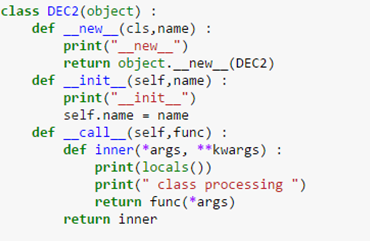 class DEC2(object) :
    def __new__(cls,name) :
        print("__new__")
        return object.__new__(DEC2)
    def __init__(self,name) :
        print("__init__")
        self.name = name
    def __call__(self,func) :
        def inner(*args, **kwargs) :
            print(locals())
            print(" class processing ")
            return func(*args)
        return inner